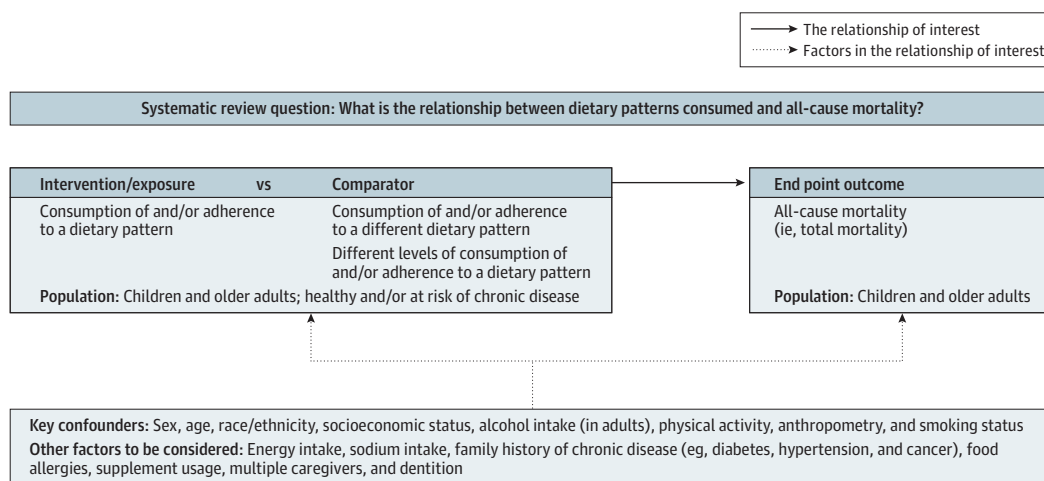 The relationship of interest
Factors in the relationship of interest
Systematic review question: What is the relationship between dietary patterns consumed and all-cause mortality?
Intervention/exposure vs Comparator
Consumption of and/or adherence
to a dietary pattern
Consumption of and/or adherence
to a different dietary pattern
Different levels of consumption of
and/or adherence to a dietary pattern
Population: Children and older adults; healthy and/or at risk of chronic disease
End point outcome
All-cause mortality
(ie, total mortality)
Population: Children and older adults
Key confounders: Sex, age, race/ethnicity, socioeconomic status, alcohol intake (in adults), physical activity, anthropometry, and smoking status
Other factors to be considered: Energy intake, sodium intake, family history of chronic disease (eg, diabetes, hypertension, and cancer), food
allergies, supplement usage, multiple caregivers, and dentition